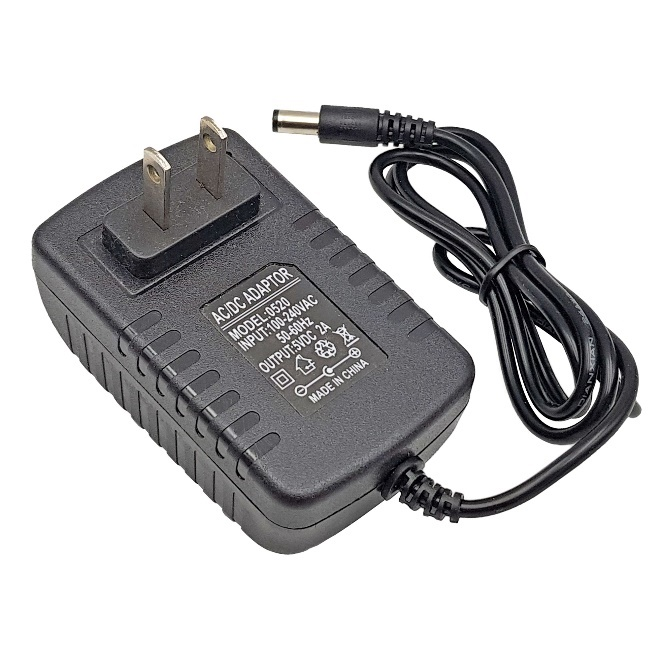 AC/DC ADAPTOR
MODEL:0520
INPUT:100-240VAC
50-60Hz
OUTPUT:5VDC 2A
MADE IN CHINA